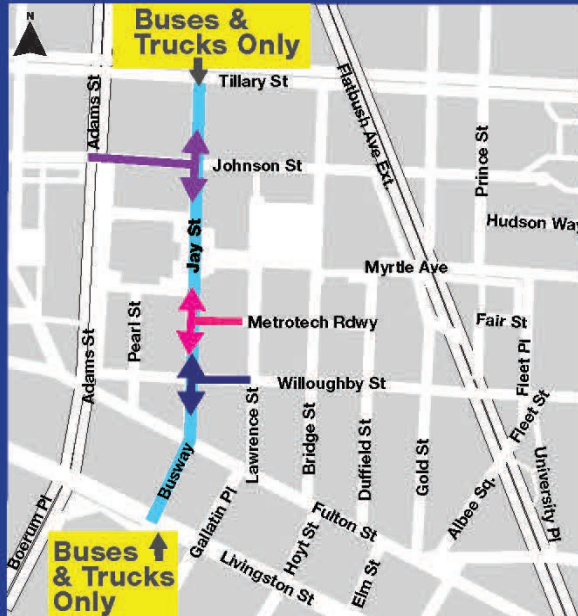 N
Buses &
Trucks Only
Tillary St
Adams St
Flatbush Ave Ext.
Prince St
Johnson St
Hudson Way
Jay St
Myrtle Ave
Metrotech Rdwy
Fair St
Pearl St
Adams St
Willoughby St
Fleet Pl
Fleet St
Lawrence St
Bridge St
Duffield St
Gold St
Busway
Albee Sq.
University Pl
Boerum Pl
Gallatin Pl
Fulton St
Hoyt St
Livingston St
Elm St
Buses
& Trucks
Only